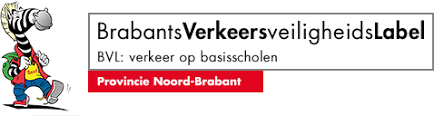 BrabantsVerkeersveiligheidsLabel
BVL: verkeer op basisscholen
Provincie Noord-Brabant